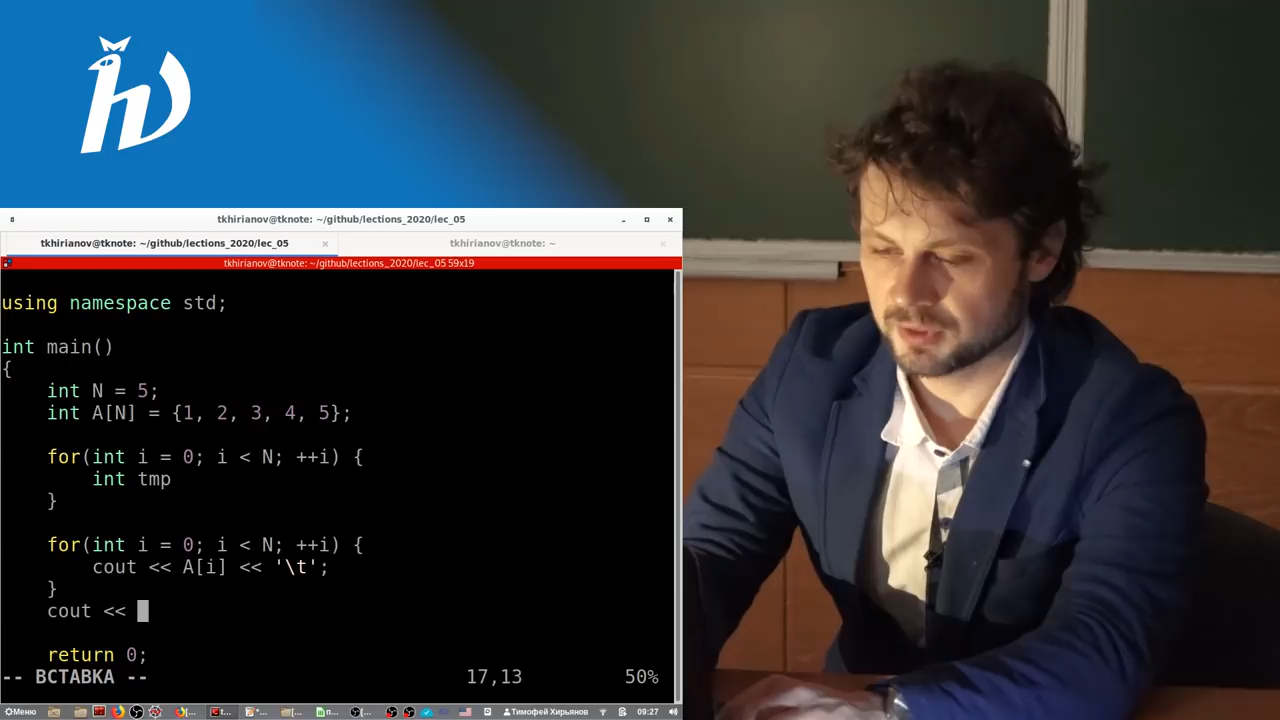 tkhirianov@tknote: ~/github/lections_2020/lec_05
tkhirianov@tknote: ~/github/lections_2020/lec_05
tkhirianov@tknote: ~
tkhirianov@tknote: ~/github/lections_2020/lec_05 59x19
using namespace std;
int main()
{
    int N = 5;
    int A[N] = {1, 2, 3, 4, 5};
    for(int i = 0; i < N; ++i) {
        int tmp
    }
    for(int i = 0; i < N; ++i) {
        cout << A[i] << '\t';
    }
    cout <<
    return 0;
-- ВСТАВКА -- 17,13 50%
Меню Тимофей Хирьянов 09:27